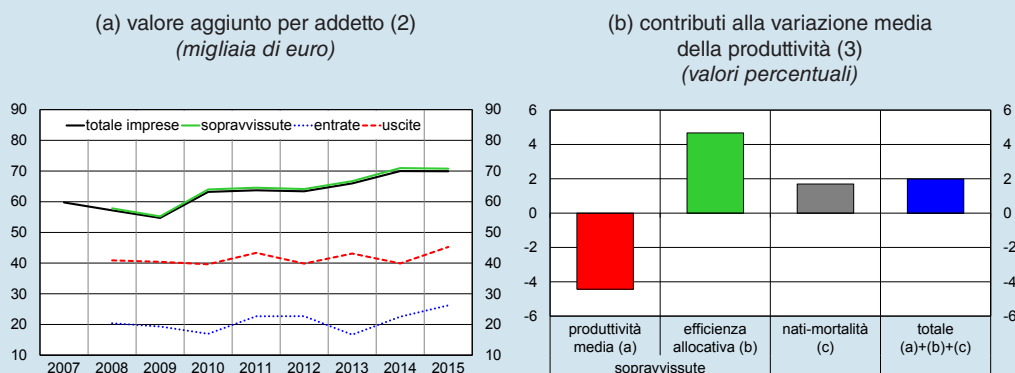 (a) valore aggiunto per addetto (2)
(migliaia di euro)
90 90
totale imprese sopravvissute entrate uscite
80 80
70 70
60 60
50 50
40 40
30 30
20 20
10 10
2007 2008 2009 2010 2011 2012 2013 2014 2015
(b) contributi alla variazione media
della produttività (3)
(valori percentuali)
6 6
4 4
2 2
0 0
-2 -2
-4 -4
-6 -6
produttività media (a)
efficienza allocativa (b)
nati-mortalità (c)
totale (a)+(b)+(c)
sopravvissute